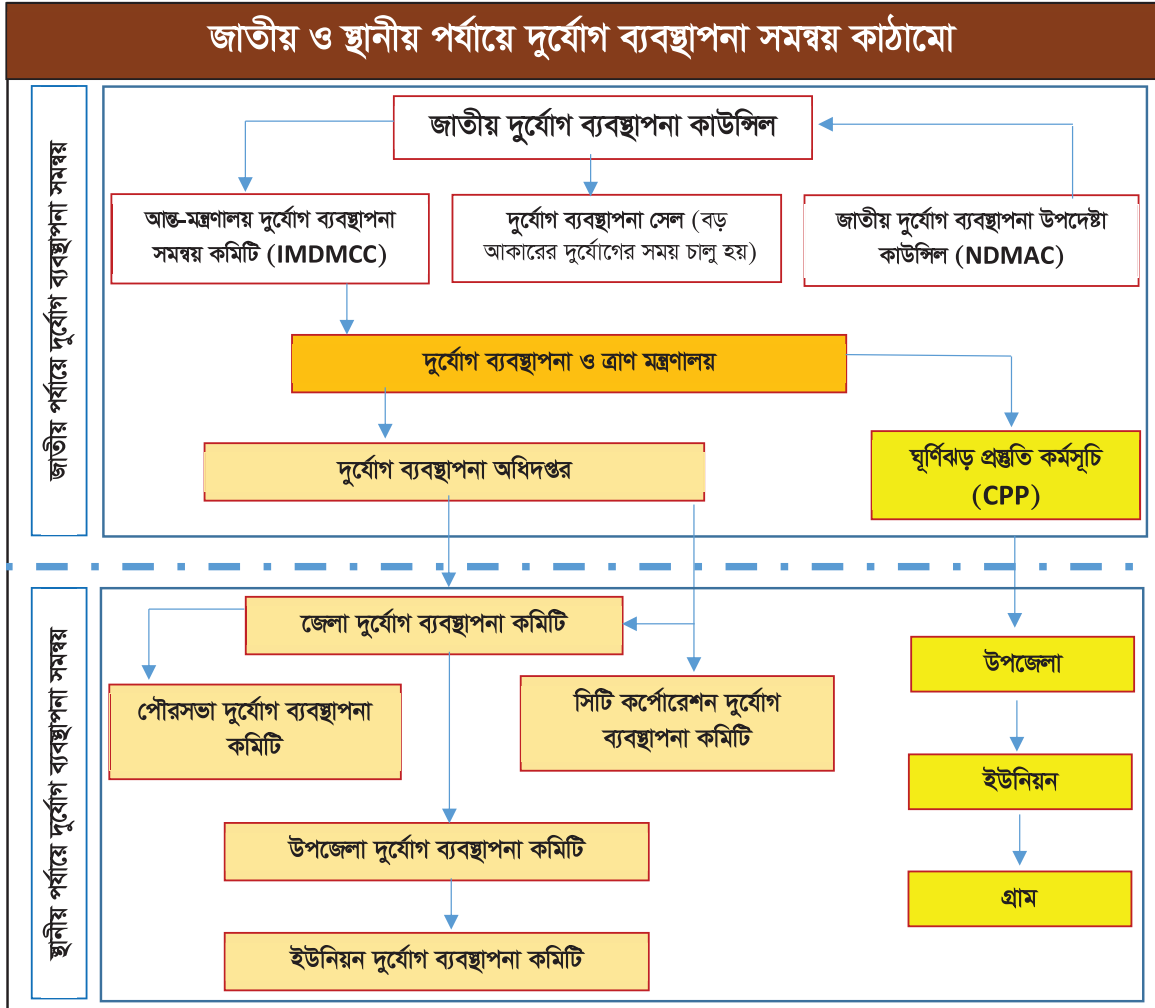 জাতীয় ও স্থানীয় পর্যায়ে দুর্যোগ ব্যবস্থাপনা সমন্বয় কাঠামো
জাতীয় পর্যায়ে দুর্যোগ ব্যবস্থাপনা সমন্বয়
জাতীয় দুর্যোগ ব্যবস্থাপনা কাউন্সিল
আন্ত-মন্ত্রণালয় দুর্যোগ ব্যবস্থাপনা
সমন্বয় কমিটি (IMDMCC)
দুর্যোগ ব্যবস্থাপনা সেল (বড়
আকারের দুর্যোগের সময় চালু হয়)
জাতীয় দুর্যোগ ব্যবস্থাপনা উপদেষ্টা
কাউন্সিল (NDMAC)
দুর্যোগ ব্যবস্থাপনা ও ত্রাণ মন্ত্রণালয়
দুর্যোগ ব্যবস্থাপনা অধিদপ্তর
ঘূর্ণিঝড় প্রস্তুতি কর্মসূচি
(CPP)
স্থানীয় পর্যায়ে দুর্যোগ ব্যবস্থাপনা সমন্বয়
জেলা দুর্যোগ ব্যবস্থাপনা কমিটি
পৌরসভা দুর্যোগ ব্যবস্থাপনা
কমিটি
সিটি কর্পোরেশন দুর্যোগ
ব্যবস্থাপনা কমিটি
উপজেলা
ইউনিয়ন
উপজেলা দুর্যোগ ব্যবস্থাপনা কমিটি
গ্রাম
ইউনিয়ন দুর্যোগ ব্যবস্থাপনা কমিটি